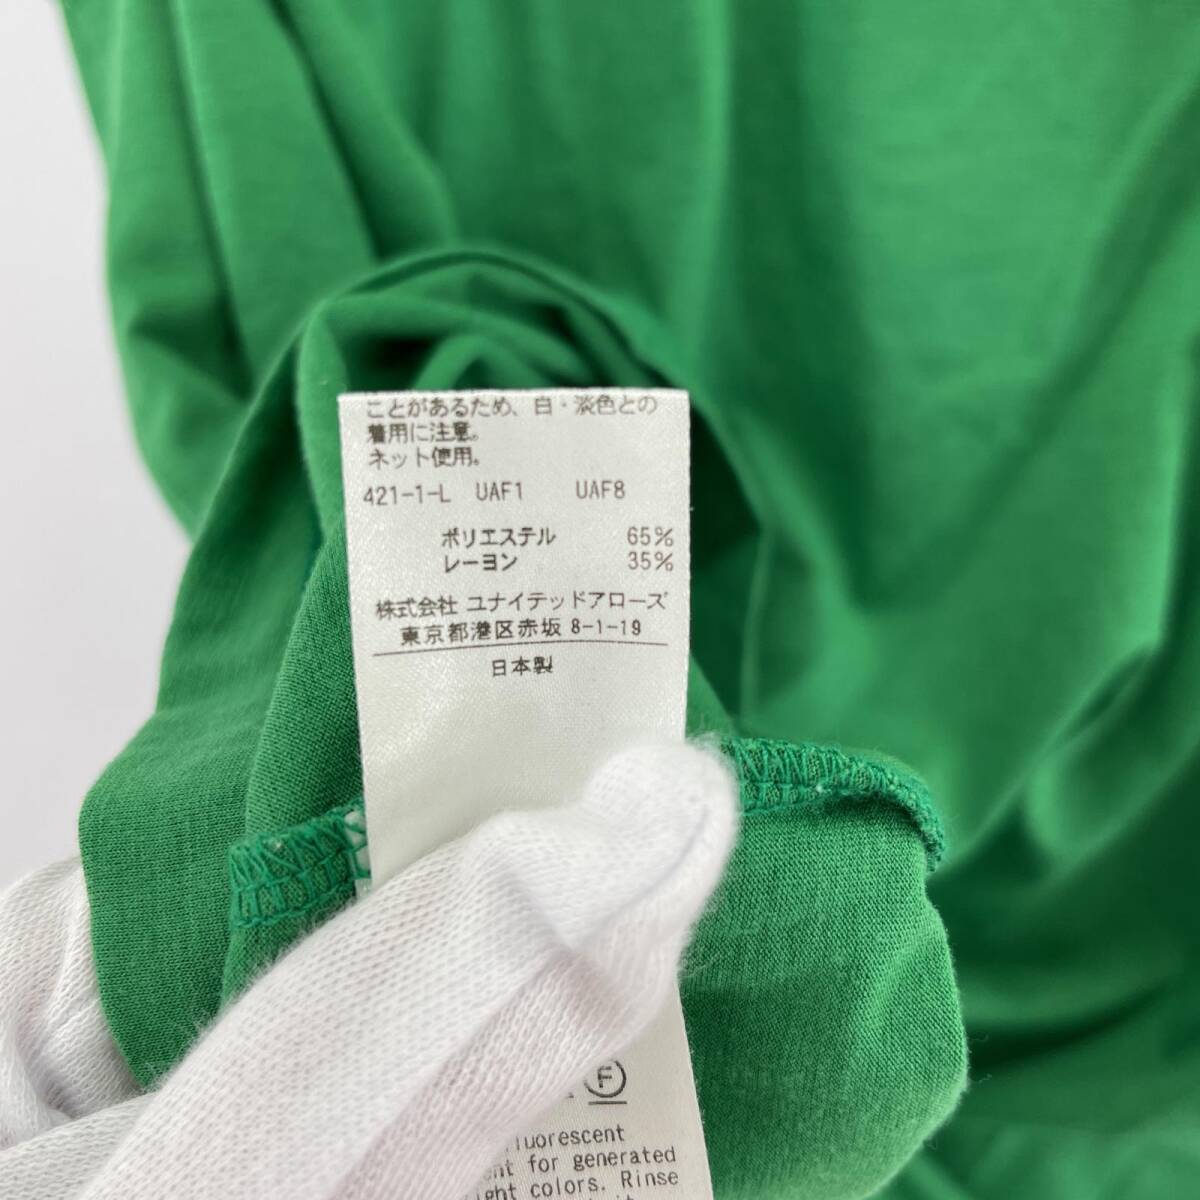 ことがあるため、白・淡色との
着用に注意。
ネット使用。
421-1-L UAF1 UAF8
ポリエステル 65%
レーヨン 35%
株式会社 ユナイテッドアローズ
東京都港区赤坂 8-1-19
日本製
F
for generated
colors. Rinse